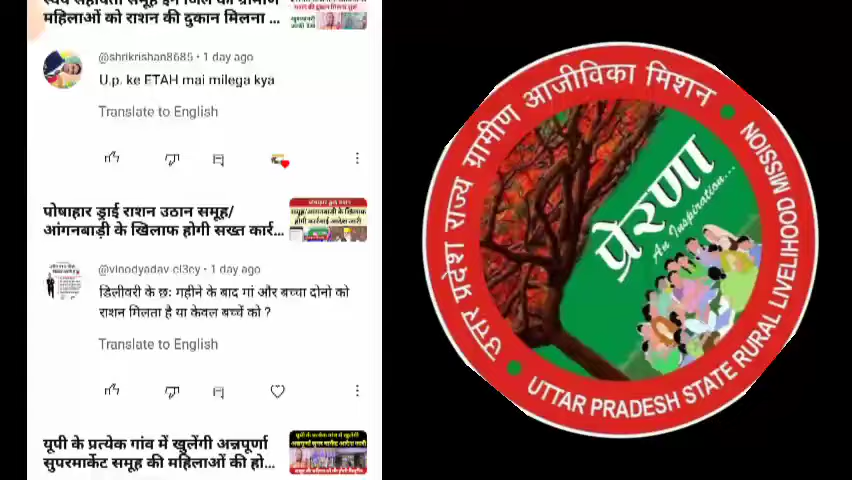 महिलाओं को राशन की दुकान मिलना ...
@shrikrishan8685 • 1 day ago
U.p. ke ETAH mai milega kya
Translate to English
पोषाहार ड्राई राशन उठान समूह/
आंगनबाड़ी के खिलाफ होगी सख्त कार्र...
@vinodyadav-cl3cy • 1 day ago
डिलीवरी के छः महीने के बाद मां और बच्चा दोनो को
राशन मिलता है या केवल बच्चें को ?
Translate to English
यूपी के प्रत्येक गांव में खुलेंगी अन्नपूर्णा
सुपरमार्केट समूह की महिलाओं की हो...
उत्तर प्रदेश राज्य ग्रामीण आजीविका मिशन
प्रेरणा
An Inspiration...
UTTAR PRADESH STATE RURAL LIVELIHOOD MISSION